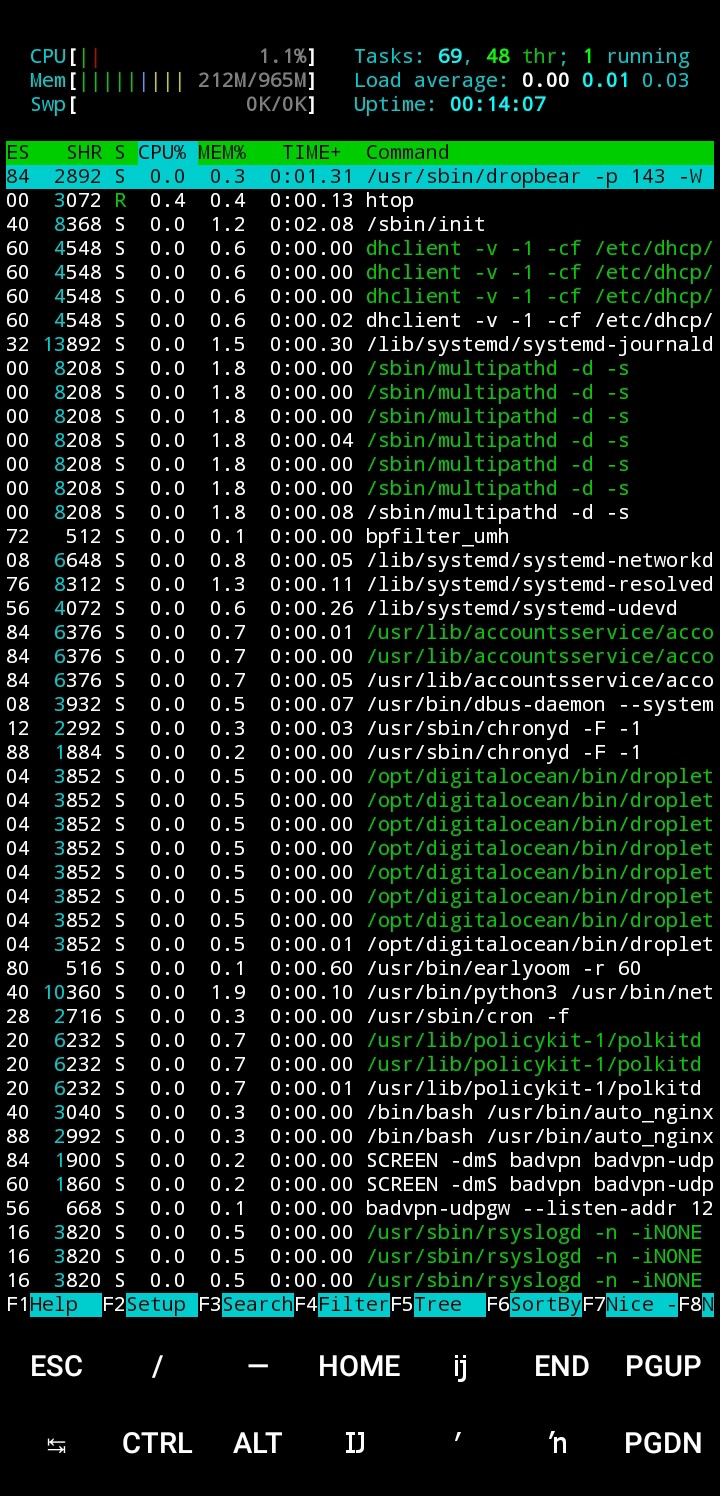 CPU[|| 1.1%] Tasks: 69, 48 thr; 1 running
Mem[|||||||||| 212M/965M] Load average: 0.00 0.01 0.03
Swp[ 0K/0K] Uptime: 00:14:07
ES SHR S CPU% MEM% TIME+ Command
84 2892 S 0.0 0.3 0:01.31 /usr/sbin/dropbear -p 143 -W
00 3072 R 0.4 0.4 0:00.13 htop
40 8368 S 0.0 1.2 0:02.08 /sbin/init
60 4548 S 0.0 0.6 0:00.00 dhclient -v -1 -cf /etc/dhcp/
60 4548 S 0.0 0.6 0:00.00 dhclient -v -1 -cf /etc/dhcp/
60 4548 S 0.0 0.6 0:00.00 dhclient -v -1 -cf /etc/dhcp/
60 4548 S 0.0 0.6 0:00.02 dhclient -v -1 -cf /etc/dhcp/
32 13892 S 0.0 1.5 0:00.30 /lib/systemd/systemd-journald
00 8208 S 0.0 1.8 0:00.00 /sbin/multipathd -d -s
00 8208 S 0.0 1.8 0:00.00 /sbin/multipathd -d -s
00 8208 S 0.0 1.8 0:00.00 /sbin/multipathd -d -s
00 8208 S 0.0 1.8 0:00.04 /sbin/multipathd -d -s
00 8208 S 0.0 1.8 0:00.00 /sbin/multipathd -d -s
00 8208 S 0.0 1.8 0:00.00 /sbin/multipathd -d -s
00 8208 S 0.0 1.8 0:00.08 /sbin/multipathd -d -s
72 512 S 0.0 0.1 0:00.00 bpfilter_umh
08 6648 S 0.0 0.8 0:00.05 /lib/systemd/systemd-networkd
76 8312 S 0.0 1.3 0:00.11 /lib/systemd/systemd-resolved
56 4072 S 0.0 0.6 0:00.26 /lib/systemd/systemd-udevd
84 6376 S 0.0 0.7 0:00.01 /usr/lib/accountsservice/acco
84 6376 S 0.0 0.7 0:00.00 /usr/lib/accountsservice/acco
84 6376 S 0.0 0.7 0:00.05 /usr/lib/accountsservice/acco
08 3932 S 0.0 0.5 0:00.07 /usr/bin/dbus-daemon --system
12 2292 S 0.0 0.3 0:00.03 /usr/sbin/chronyd -F -1
88 1884 S 0.0 0.2 0:00.00 /usr/sbin/chronyd -F -1
04 3852 S 0.0 0.5 0:00.00 /opt/digitalocean/bin/droplet
04 3852 S 0.0 0.5 0:00.00 /opt/digitalocean/bin/droplet
04 3852 S 0.0 0.5 0:00.00 /opt/digitalocean/bin/droplet
04 3852 S 0.0 0.5 0:00.00 /opt/digitalocean/bin/droplet
04 3852 S 0.0 0.5 0:00.00 /opt/digitalocean/bin/droplet
04 3852 S 0.0 0.5 0:00.00 /opt/digitalocean/bin/droplet
04 3852 S 0.0 0.5 0:00.00 /opt/digitalocean/bin/droplet
04 3852 S 0.0 0.5 0:00.01 /opt/digitalocean/bin/droplet
80 516 S 0.0 0.1 0:00.60 /usr/bin/earlyoom -r 60
40 10360 S 0.0 1.9 0:00.10 /usr/bin/python3 /usr/bin/net
28 2716 S 0.0 0.3 0:00.00 /usr/sbin/cron -f
20 6232 S 0.0 0.7 0:00.00 /usr/lib/policykit-1/polkitd
20 6232 S 0.0 0.7 0:00.00 /usr/lib/policykit-1/polkitd
20 6232 S 0.0 0.7 0:00.01 /usr/lib/policykit-1/polkitd
40 3040 S 0.0 0.3 0:00.00 /bin/bash /usr/bin/auto_nginx
88 2992 S 0.0 0.3 0:00.00 /bin/bash /usr/bin/auto_nginx
84 1900 S 0.0 0.2 0:00.00 SCREEN -dmS badvpn badvpn-udp
60 1860 S 0.0 0.2 0:00.00 SCREEN -dmS badvpn badvpn-udp
56 668 S 0.0 0.1 0:00.00 badvpn-udpgw --listen-addr 12
16 3820 S 0.0 0.5 0:00.00 /usr/sbin/rsyslogd -n -iNONE
16 3820 S 0.0 0.5 0:00.00 /usr/sbin/rsyslogd -n -iNONE
16 3820 S 0.0 0.5 0:00.00 /usr/sbin/rsyslogd -n -iNONE
F1Help F2Setup F3SearchF4FilterF5Tree F6SortByF7Nice -F8N
ESC / — HOME ĳ END PGUP
↹ CTRL ALT Ĳ ′ ŉ PGDN